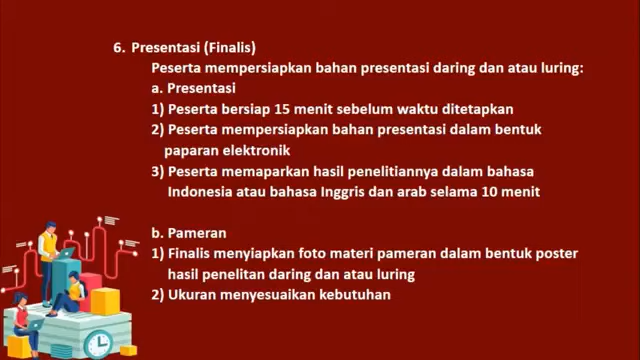 6. Presentasi (Finalis)
Peserta mempersiapkan bahan presentasi daring dan atau luring:
a. Presentasi
1) Peserta bersiap 15 menit sebelum waktu ditetapkan
2) Peserta mempersiapkan bahan presentasi dalam bentuk
paparan elektronik
3) Peserta memaparkan hasil penelitiannya dalam bahasa
Indonesia atau bahasa Inggris dan arab selama 10 menit
b. Pameran
1) Finalis menyiapkan foto materi pameran dalam bentuk poster
hasil penelitan daring dan atau luring
2) Ukuran menyesuaikan kebutuhan